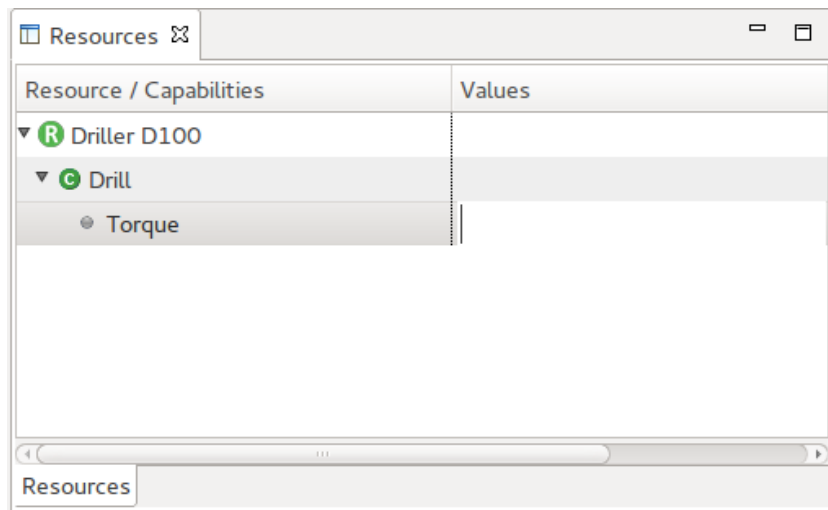 Resources
Resource / Capabilities Values
R Driller D100
C Drill
Torque
Resources